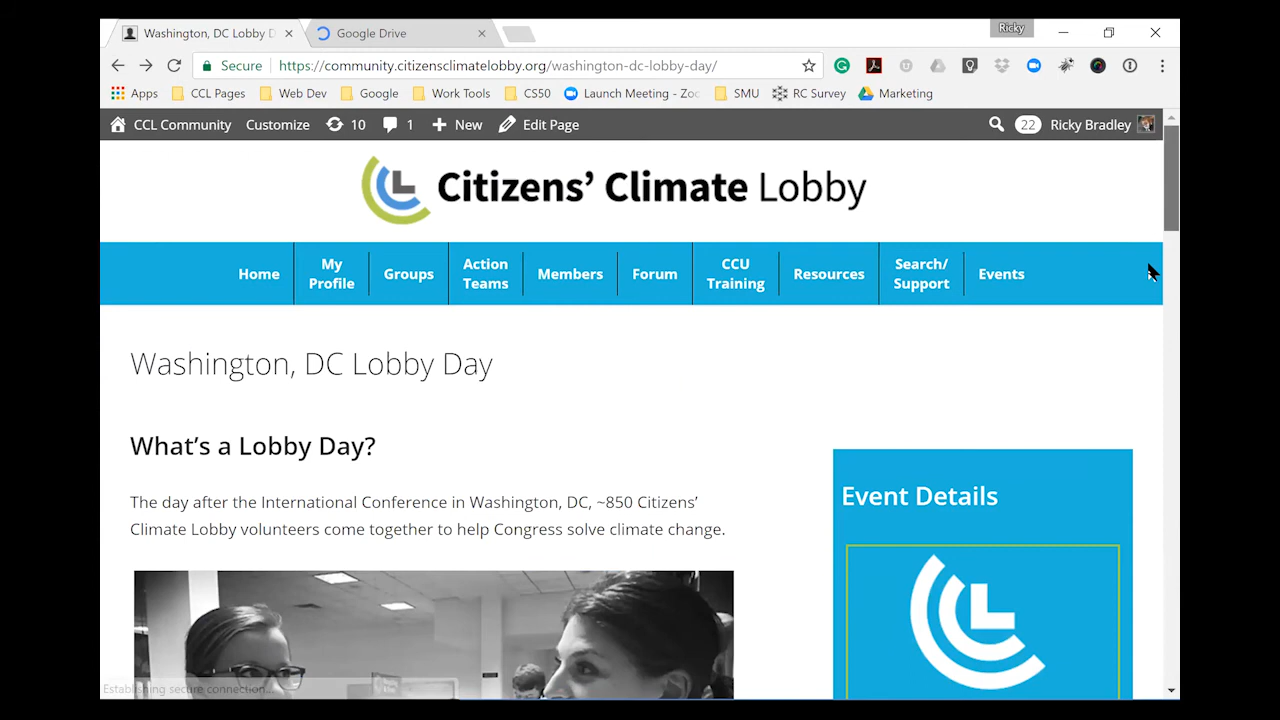 Washington, DC Lobby D
Google Drive
Ricky
Secure
https://community.citizensclimatelobby.org/washington-dc-lobby-day/
Apps
CCL Pages
Web Dev
Google
Work Tools
CS50
Launch Meeting - Zoo
SMU
RC Survey
Marketing
CCL Community
Customize
10
1
New
Edit Page
22
Ricky Bradley
Citizens’ Climate Lobby
Home
My
Profile
Groups
Action
Teams
Members
Forum
CCU
Training
Resources
Search/
Support
Events
Washington, DC Lobby Day
What’s a Lobby Day?
The day after the International Conference in Washington, DC, ~850 Citizens’
Climate Lobby volunteers come together to help Congress solve climate change.
Event Details
Establishing secure connection...